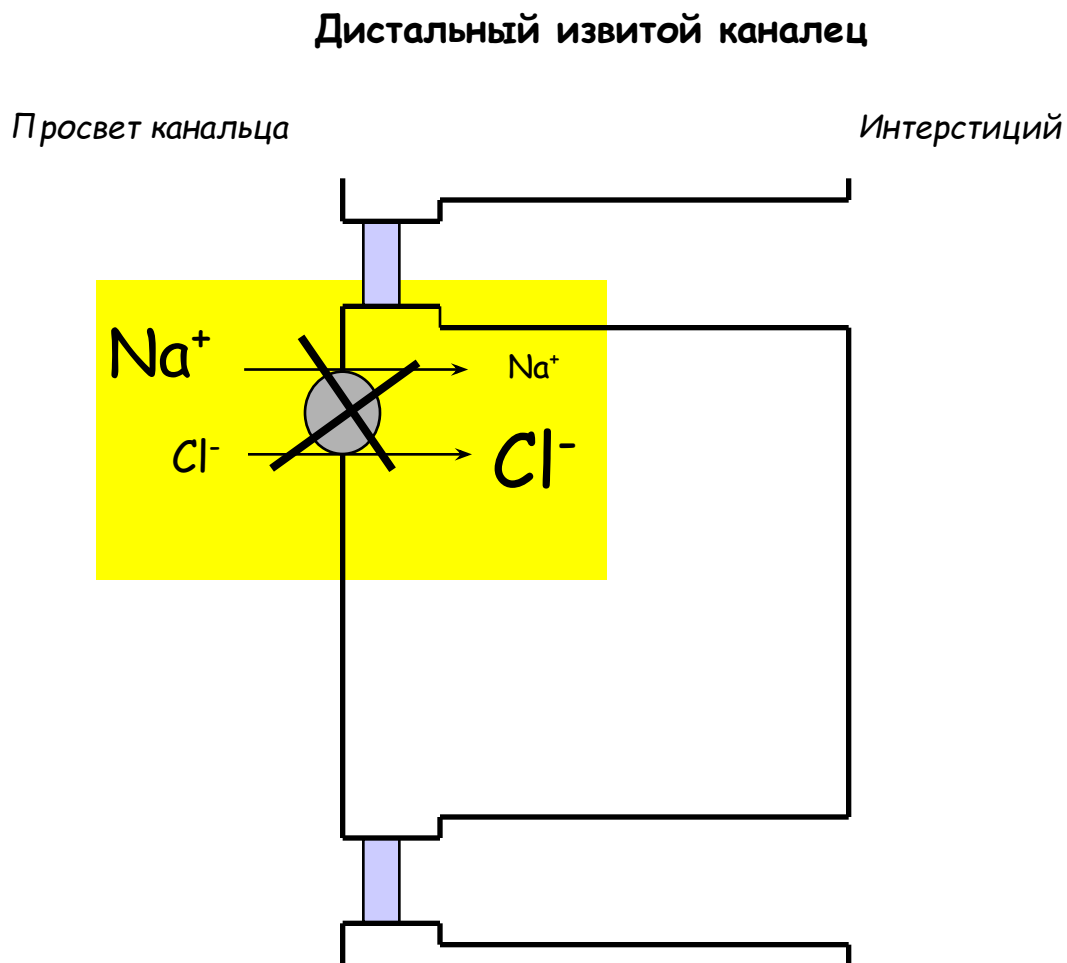 Дистальный извитой каналец
Просвет канальца
Интерстиций
Na⁺
Na⁺
Cl⁻
Cl⁻